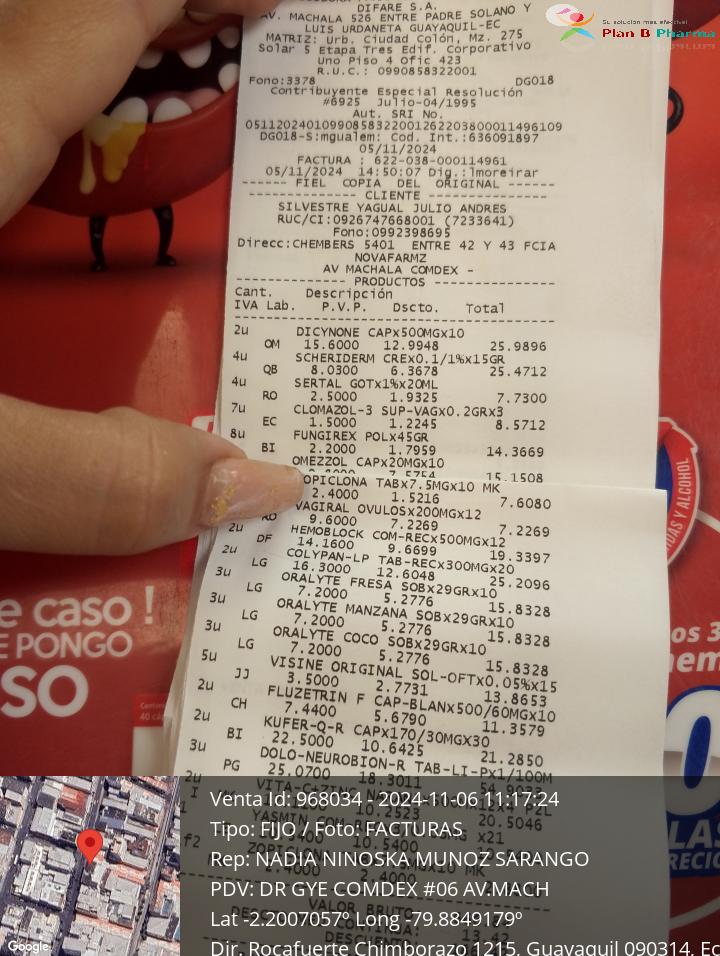 Su solución más efectiva!
Plan B Pharma
DIFARE S.A.
AV. MACHALA 526 ENTRE PADRE SOLANO Y
LUIS URDANETA GUAYAQUIL-EC
MATRIZ: Urb. Ciudad Colón, Mz. 275
Solar 5 Etapa Tres Edif. Corporativo
Uno Piso 4 Ofic 423
R.U.C.: 0990858322001
Fono:3378 DG018
Contribuyente Especial Resolución
#6925 Julio-04/1995
Aut. SRI No.
0511202401099085832200126220380001149610​9
DG018-S:mgualem: Cod. Int.:636091897
05/11/2024
FACTURA : 622-038-000114961
05/11/2024 14:50:07 Dig.:lmoreirar
------ FIEL COPIA DEL ORIGINAL ------
CLIENTE
SILVESTRE YAGUAL JULIO ANDRES
RUC/CI:0926747668001 (7233641)
Fono:0992398695
Direcc:CHEMBERS 5401 ENTRE 42 Y 43 FCIA
NOVAFARMZ
AV MACHALA COMDEX -
PRODUCTOS
Cant. Descripción
IVA Lab. P.V.P. Dscto. Total
2u DICYNONE CAPx500MGx10
OM 15.6000 12.9948 25.9896
4u SCHERIDERM CREx0.1/1%x15GR
QB 8.0300 6.3678 25.4712
4u SERTAL GOTx1%x20ML
RO 2.5000 1.9325 7.7300
7u CLOMAZOL-3 SUP-VAGx0.2GRx3
EC 1.5000 1.2245 8.5712
8u FUNGIREX POLx45GR
BI 2.2000 1.7959 14.3669
OMEZZOL CAPx20MGx10
15.1508
OPICLONA TABx7.5MGx10 MK
2.4000 1.5216 7.6080
VAGIRAL OVULOSx200MGx12
RO 9.6000 7.2269 7.2269
2u HEMOBLOCK COM-RECx500MGx12
DF 14.1600 9.6699 19.3397
2u COLYPAN-LP TAB-RECx300MGx20
LG 16.3000 12.6048 25.2096
3u ORALYTE FRESA SOBx29GRx10
LG 7.2000 5.2776 15.8328
3u ORALYTE MANZANA SOBx29GRx10
LG 7.2000 5.2776 15.8328
3u ORALYTE COCO SOBx29GRx10
LG 7.2000 5.2776 15.8328
5u VISINE ORIGINAL SOL-OFTx0.05%x15
JJ 3.5000 2.7731 13.8653
2u FLUZETRIN F CAP-BLANx500/60MGx10
CH 7.4400 5.6790 11.3579
2u KUFER-Q-R CAPx170/30MGX30
BI 22.5000 10.6425 21.2850
3u DOLO-NEUROBION-R TAB-LI-Px1/100M
PG 25.0700 18.3011
Venta Id: 968034 - 2024-11-06 11:17:24
Tipo: FIJO / Foto: FACTURAS
Rep: NADIA NINOSKA MUNOZ SARANGO
PDV: DR GYE COMDEX #06 AV.MACH
Lat -2.2007057º Long -79.8849179º
Dir. Rocafuerte Chimborazo 1215, Guayaquil 090314, Ec
Google
e caso !
E PONGO
SO